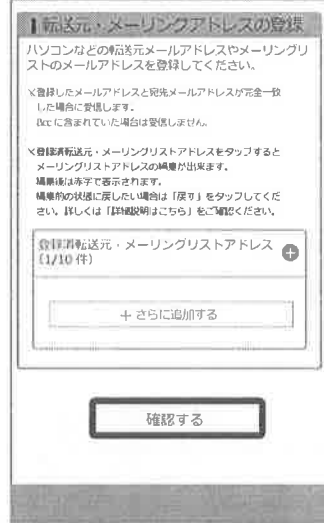 転送元・メーリングアドレスの登録
パソコンなどの転送元メールアドレスやメーリングリ
ストのメールアドレスを登録してください。
※登録したメールアドレスと宛先メールアドレスが完全一致
した場合に受信します。
Bcc に含まれていた場合は受信しません。
※登録済転送元・メーリングリストアドレスをタップすると
メーリングリストアドレスの編集が出来ます。
編集後は赤字で表示されます。
編集前の状態に戻したい場合は「戻す」をタップしてくだ
さい。詳しくは「詳細説明はこちら」をご確認ください。
登録済転送元・メーリングリストアドレス
(1/10 件)
＋ さらに追加する
確認する